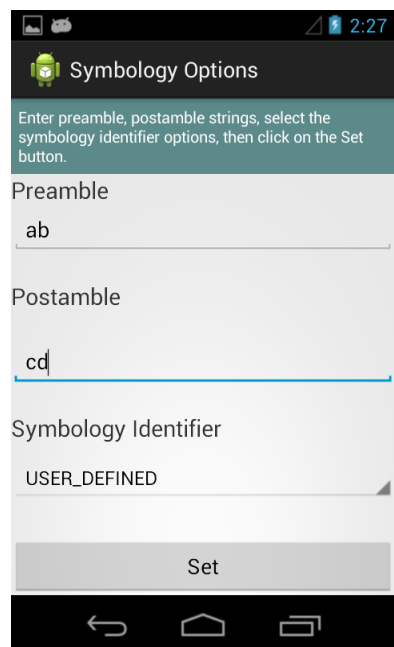 2:27
Symbology Options
Enter preamble, postamble strings, select the
symbology identifier options, then click on the Set
button.
Preamble
ab
Postamble
cd
Symbology Identifier
USER_DEFINED
Set